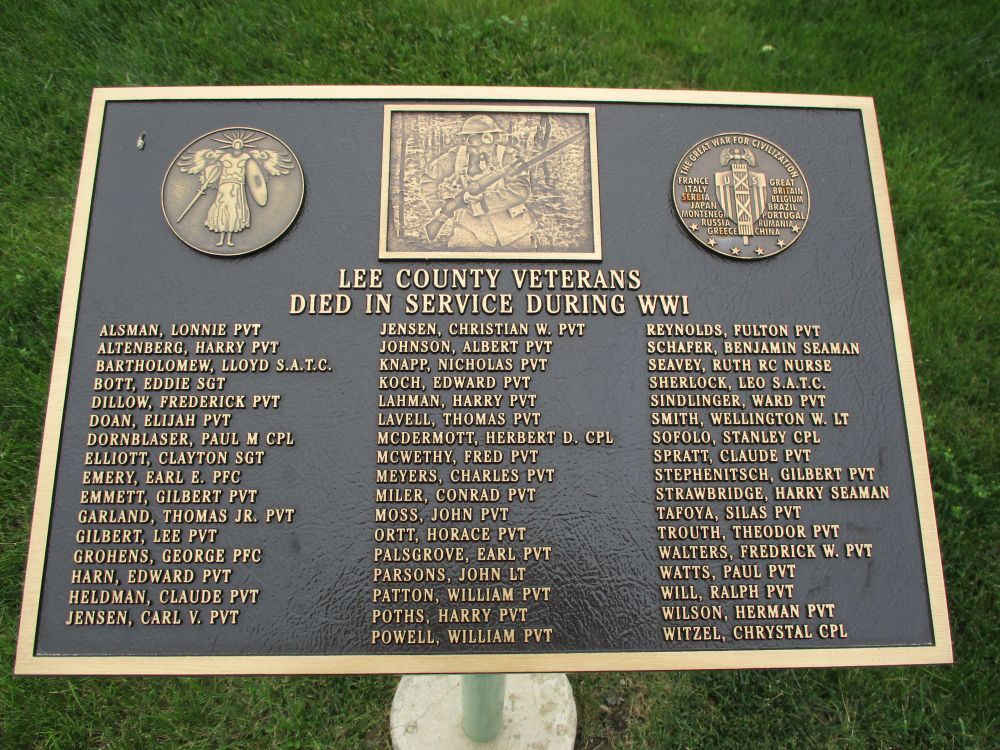 THE GREAT WAR FOR CIVILIZATION
FRANCE
ITALY
SERBIA
JAPAN
MONTENEG
RUSSIA
GREECE
U S
GREAT
BRITAIN
BELGIUM
BRAZIL
PORTUGAL
RUMANIA
CHINA
LEE COUNTY VETERANS
DIED IN SERVICE DURING WWI
ALSMAN, LONNIE PVT
ALTENBERG, HARRY PVT
BARTHOLOMEW, LLOYD S.A.T.C.
BOTT, EDDIE SGT
DILLOW, FREDERICK PVT
DOAN, ELIJAH PVT
DORNBLASER, PAUL M CPL
ELLIOTT, CLAYTON SGT
EMERY, EARL E. PFC
EMMETT, GILBERT PVT
GARLAND, THOMAS JR. PVT
GILBERT, LEE PVT
GROHENS, GEORGE PFC
HARN, EDWARD PVT
HELDMAN, CLAUDE PVT
JENSEN, CARL V. PVT
JENSEN, CHRISTIAN W. PVT
JOHNSON, ALBERT PVT
KNAPP, NICHOLAS PVT
KOCH, EDWARD PVT
LAHMAN, HARRY PVT
LAVELL, THOMAS PVT
MCDERMOTT, HERBERT D. CPL
MCWETHY, FRED PVT
MEYERS, CHARLES PVT
MILER, CONRAD PVT
MOSS, JOHN PVT
ORTT, HORACE PVT
PALSGROVE, EARL PVT
PARSONS, JOHN LT
PATTON, WILLIAM PVT
POTHS, HARRY PVT
POWELL, WILLIAM PVT
REYNOLDS, FULTON PVT
SCHAFER, BENJAMIN SEAMAN
SEAVEY, RUTH RC NURSE
SHERLOCK, LEO S.A.T.C.
SINDLINGER, WARD PVT
SMITH, WELLINGTON W. LT
SOFOLO, STANLEY CPL
SPRATT, CLAUDE PVT
STEPHENITSCH, GILBERT PVT
STRAWBRIDGE, HARRY SEAMAN
TAFOYA, SILAS PVT
TROUTH, THEODOR PVT
WALTERS, FREDRICK W. PVT
WATTS, PAUL PVT
WILL, RALPH PVT
WILSON, HERMAN PVT
WITZEL, CHRYSTAL CPL